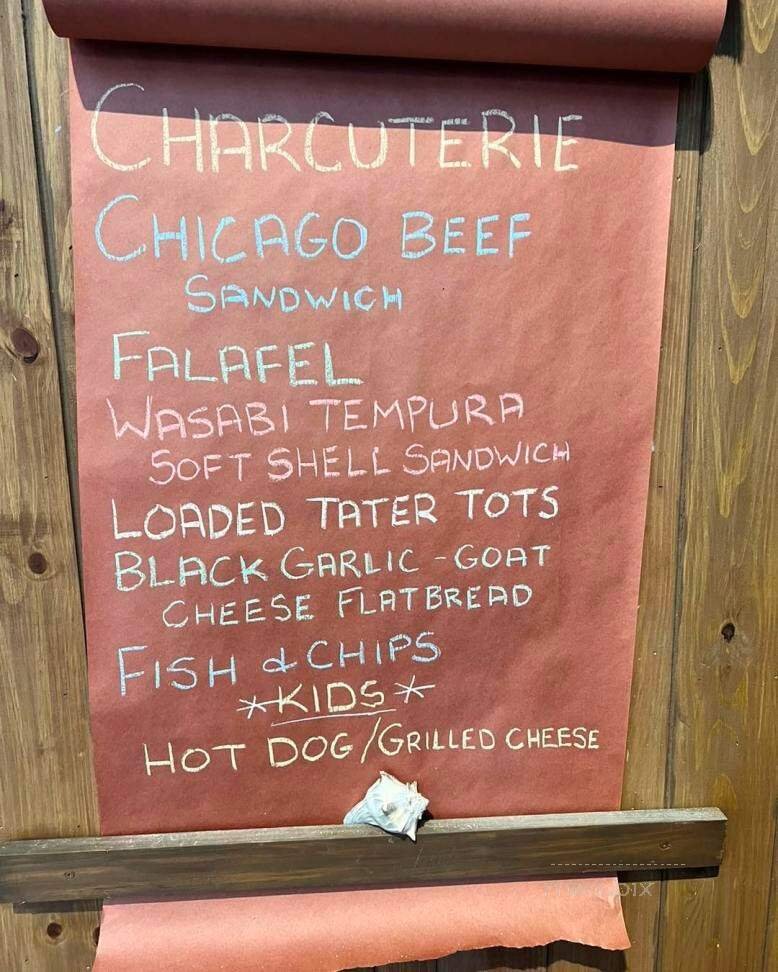 CHARCUTERIE
CHICAGO BEEF
SANDWICH
FALAFEL
WASABI TEMPURA
SOFT SHELL SANDWICH
LOADED TATER TOTS
BLACK GARLIC - GOAT
CHEESE FLATBREAD
FISH & CHIPS
*KIDS*
HOT DOG/GRILLED CHEESE